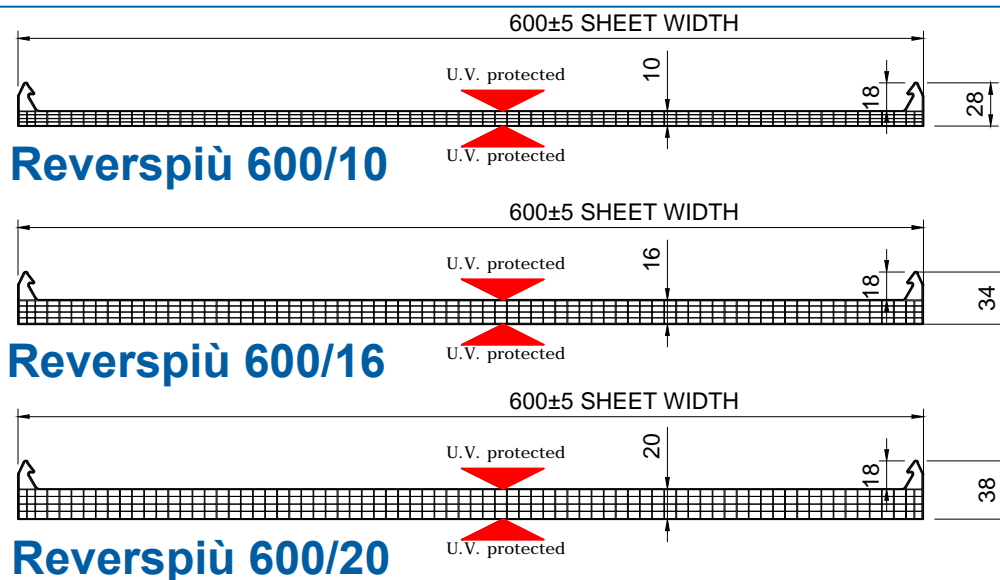 600±5 SHEET WIDTH
U.V. protected
10
18
28
U.V. protected
Reverspiù 600/10
600±5 SHEET WIDTH
U.V. protected
16
18
34
U.V. protected
Reverspiù 600/16
600±5 SHEET WIDTH
U.V. protected
20
18
38
U.V. protected
Reverspiù 600/20